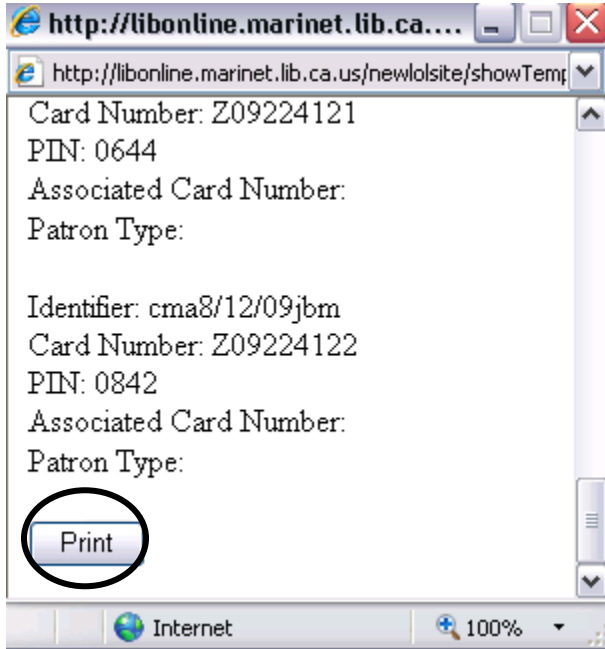 http://libonline.marinet.lib.ca....
http://libonline.marinet.lib.ca.us/newlolsite/showTemp
Card Number: Z09224121
PIN: 0644
Associated Card Number:
Patron Type:
Identifier: cma8/12/09jbm
Card Number: Z09224122
PIN: 0842
Associated Card Number:
Patron Type:
Print
Internet 100%